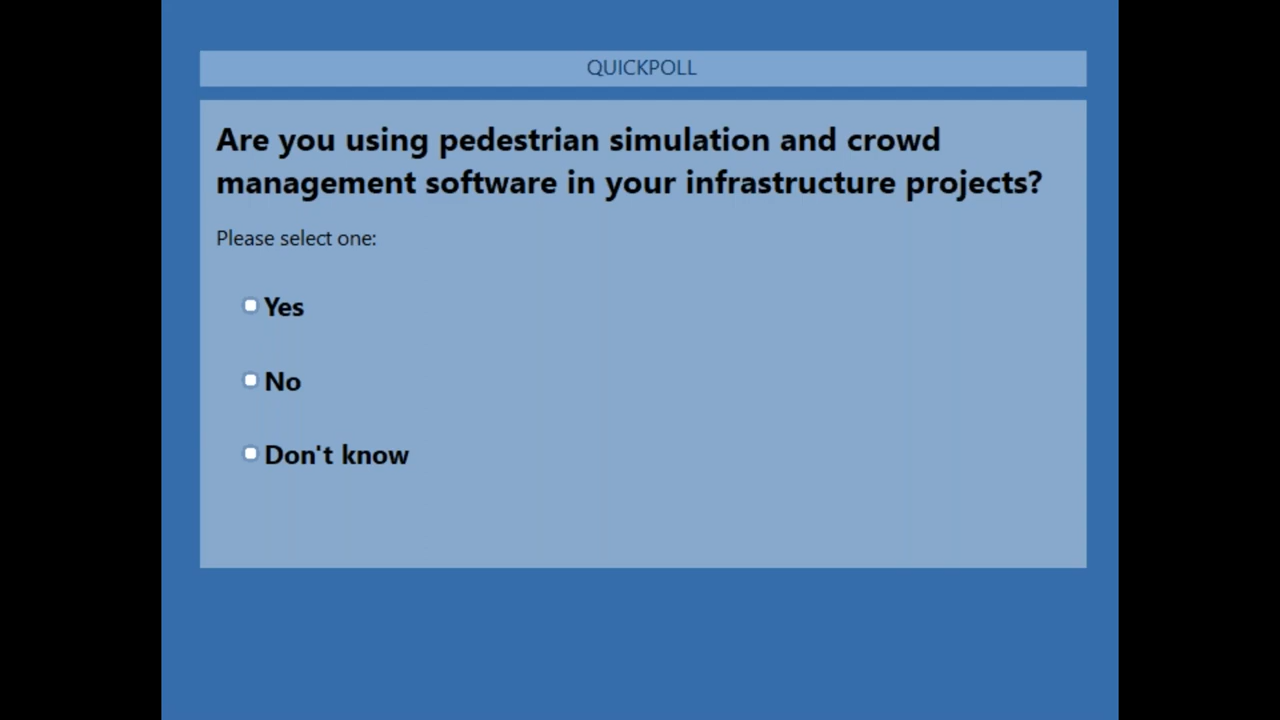 QUICKPOLL
Are you using pedestrian simulation and crowd
management software in your infrastructure projects?
Please select one:
Yes
No
Don't know